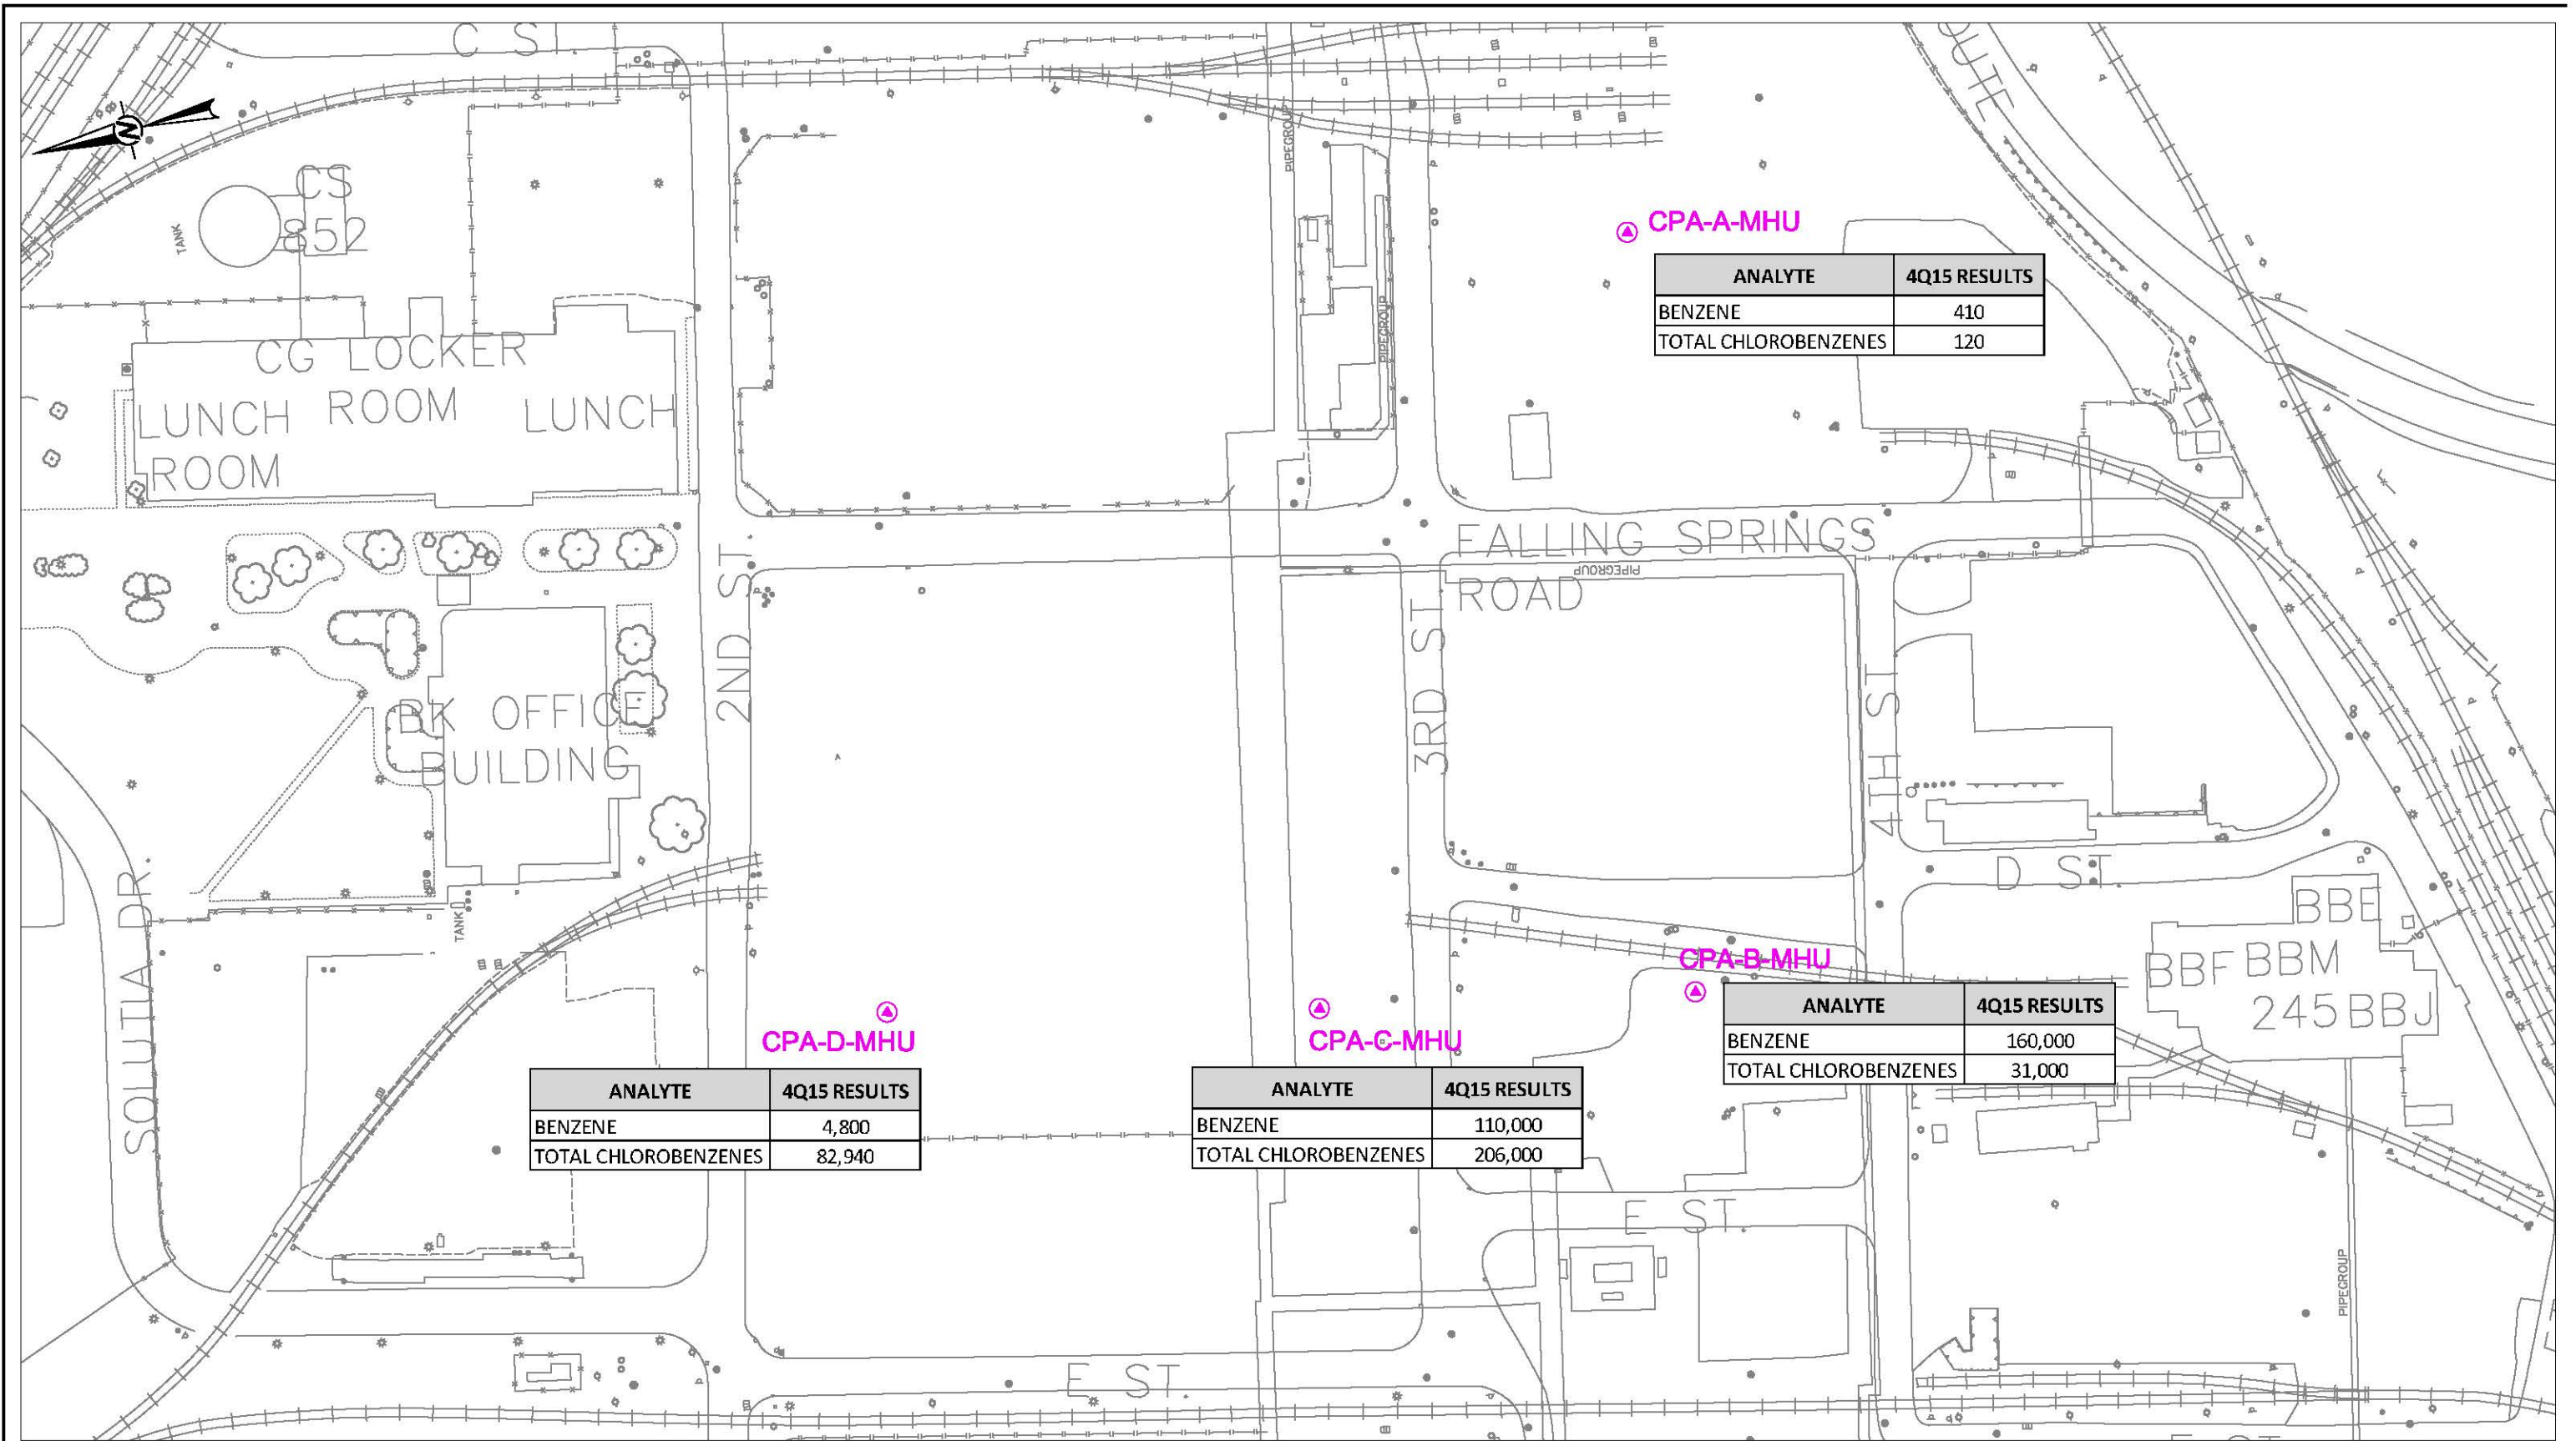 C ST.
ROUTE
N
PIPEGROUP
CS
852
TANK
CPA-A-MHU
ANALYTE 4Q15 RESULTS
BENZENE 410
TOTAL CHLOROBENZENES 120
PIPEGROUP
CG LOCKER
ROOM
LUNCH
ROOM
LUNCH
FALLING SPRINGS
ROAD
PIPEGROUP
2ND ST.
3RD ST
4TH ST
BK OFFICE
BUILDING
SOLUTIA DR.
TANK
D ST.
BBE
BBF BBM
245BBJ
CPA-B-MHU
ANALYTE 4Q15 RESULTS
BENZENE 160,000
TOTAL CHLOROBENZENES 31,000
CPA-D-MHU
ANALYTE 4Q15 RESULTS
BENZENE 4,800
TOTAL CHLOROBENZENES 82,940
CPA-C-MHU
ANALYTE 4Q15 RESULTS
BENZENE 110,000
TOTAL CHLOROBENZENES 206,000
E ST.
PIPEGROUP
E ST.
E ST